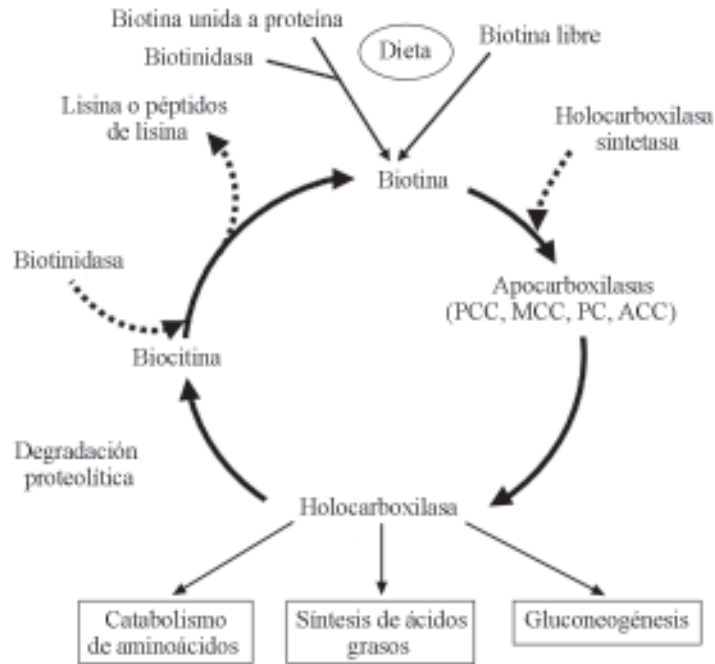 Biotina unida a proteína
Biotinidasa
Dieta
Biotina libre
Lisina o péptidos
de lisina
Holocarboxilasa
sintetasa
Biotina
Biotinidasa
Apocarboxilasas
(PCC, MCC, PC, ACC)
Biocitina
Degradación
proteolítica
Holocarboxilasa
Catabolismo
de aminoácidos
Síntesis de ácidos
grasos
Gluconeogénesis